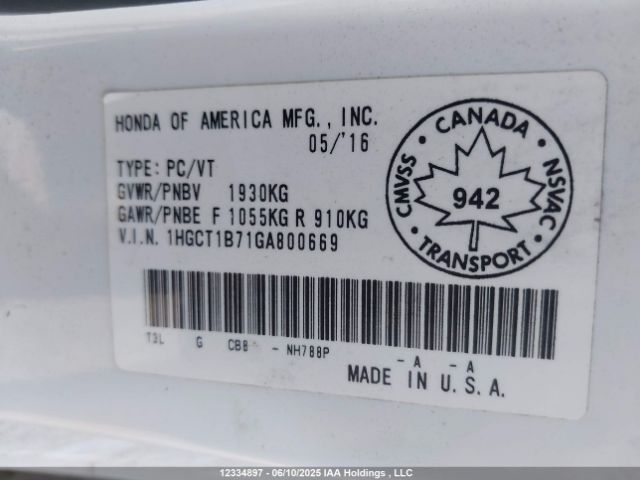 HONDA OF AMERICA MFG., INC.
05/'16
TYPE: PC/VT
GVWR/PNBV 1930KG
GAWR/PNBE F 1055KG R 910KG
V.I.N. 1HGCT1B71GA800669
CANADA
CMVSS
942
NSVAC
TRANSPORT
T3L G CB8 - NH788P - A - A
MADE IN U.S.A.
12334897 - 06/10/2025 IAA Holdings , LLC